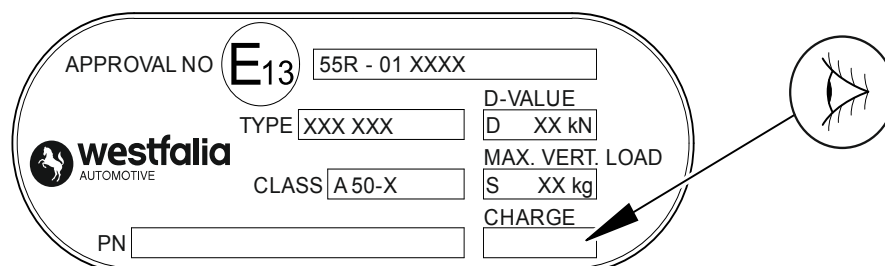 APPROVAL NO E13 55R - 01 XXXX
D-VALUE
TYPE XXX XXX D XX kN
westfalia
AUTOMOTIVE
MAX. VERT. LOAD
CLASS A 50-X S XX kg
CHARGE
PN